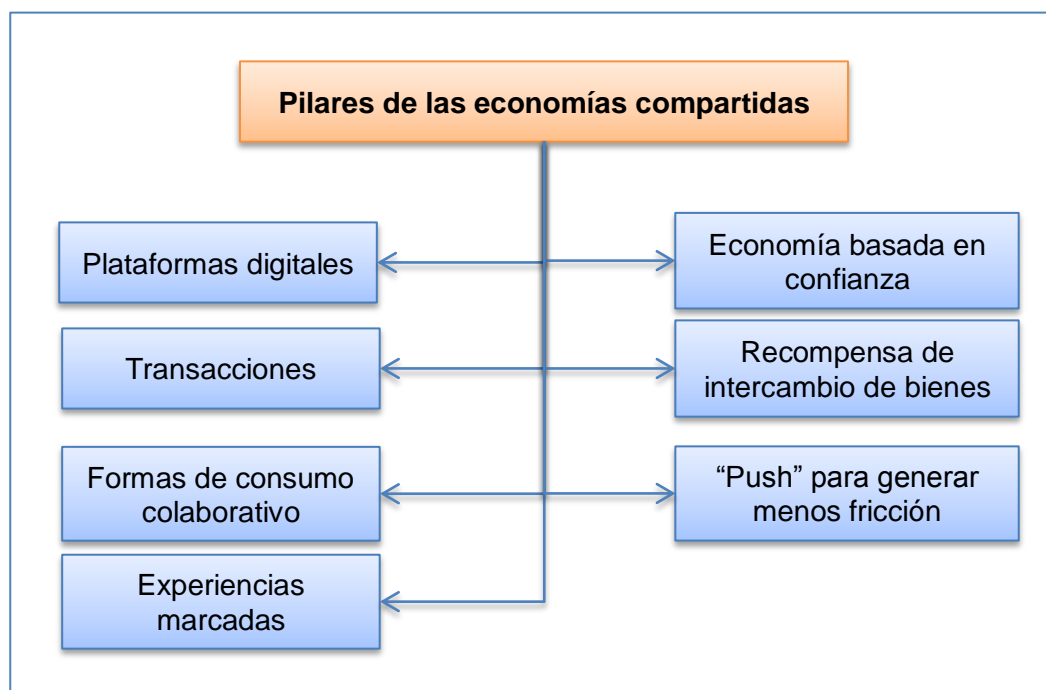 Pilares de las economías compartidas
Plataformas digitales
Economía basada en
confianza
Transacciones
Recompensa de
intercambio de bienes
Formas de consumo
colaborativo
“Push” para generar
menos fricción
Experiencias
marcadas